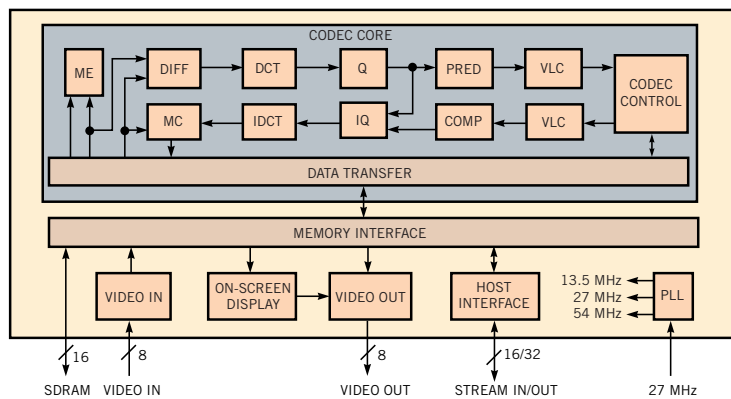 CODEC CORE
ME
DIFF
DCT
Q
PRED
VLC
CODEC
CONTROL
MC
IDCT
IQ
COMP
VLC
DATA TRANSFER
MEMORY INTERFACE
VIDEO IN
ON-SCREEN
DISPLAY
VIDEO OUT
HOST
INTERFACE
13.5 MHz
27 MHz
54 MHz
PLL
16
8
8
16/32
SDRAM
VIDEO IN
VIDEO OUT
STREAM IN/OUT
27 MHz